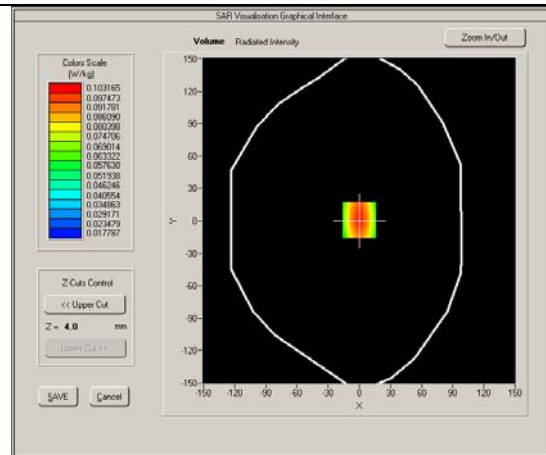 SAR Visualisation Graphical Interface
Volume Radiated Intensity
Zoom In/Out
Colors Scale
(W/kg)
0.103165
0.097473
0.091781
0.086090
0.080398
0.074706
0.069014
0.063322
0.057630
0.051938
0.046246
0.040554
0.034863
0.029171
0.023479
0.017787
Z Cuts Control
<< Upper Cut
Z = 4.0 mm
Lower Cut >>
SAVE
Cancel
150
120
90
60
30
0
-30
-60
-90
-120
-150
Y
-150 -120 -90 -60 -30 0 30 60 90 120 150
X